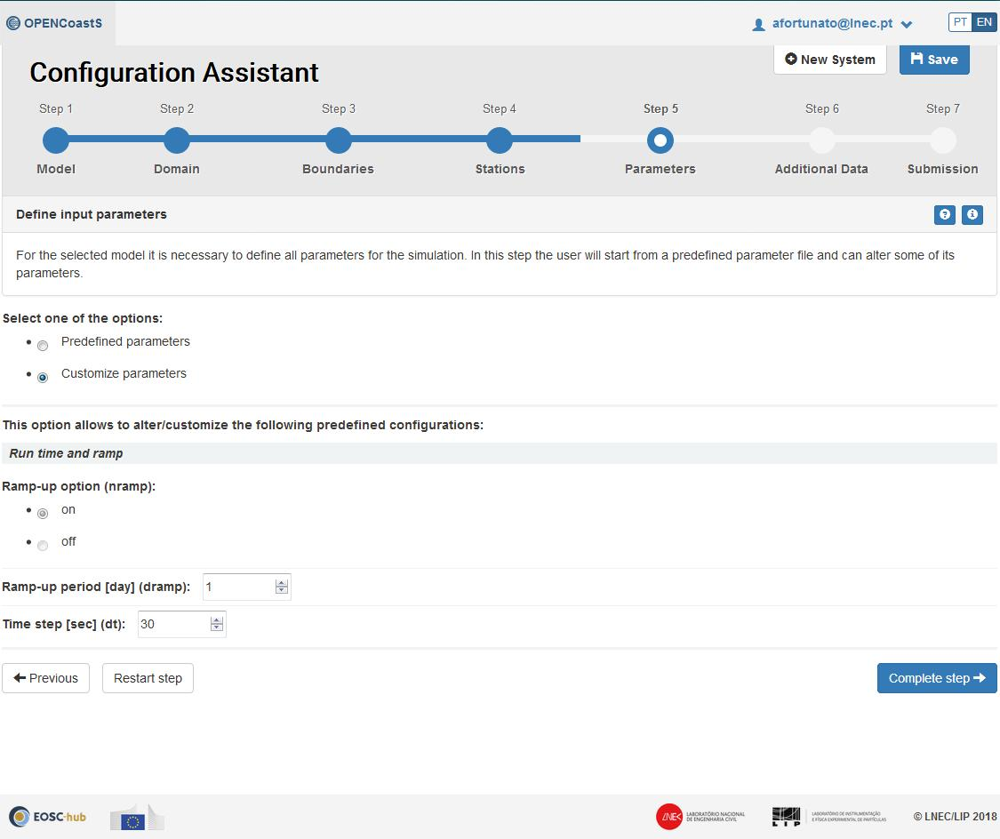 OPENCoastS
afortunato@lnec.pt
PT EN
Configuration Assistant
New System
Save
Step 1
Step 2
Step 3
Step 4
Step 5
Step 6
Step 7
Model
Domain
Boundaries
Stations
Parameters
Additional Data
Submission
Define input parameters
For the selected model it is necessary to define all parameters for the simulation. In this step the user will start from a predefined parameter file and can alter some of its
parameters.
Select one of the options:
Predefined parameters
Customize parameters
This option allows to alter/customize the following predefined configurations:
Run time and ramp
Ramp-up option (nramp):
on
off
Ramp-up period [day] (dramp): 1
Time step [sec] (dt): 30
Previous
Restart step
Complete step
EOSC-hub
LNEC
LABORATÓRIO NACIONAL
DE ENGENHARIA CIVIL
LIP
LABORATÓRIO DE INSTRUMENTAÇÃO
E FÍSICA EXPERIMENTAL DE PARTÍCULAS
© LNEC/LIP 2018